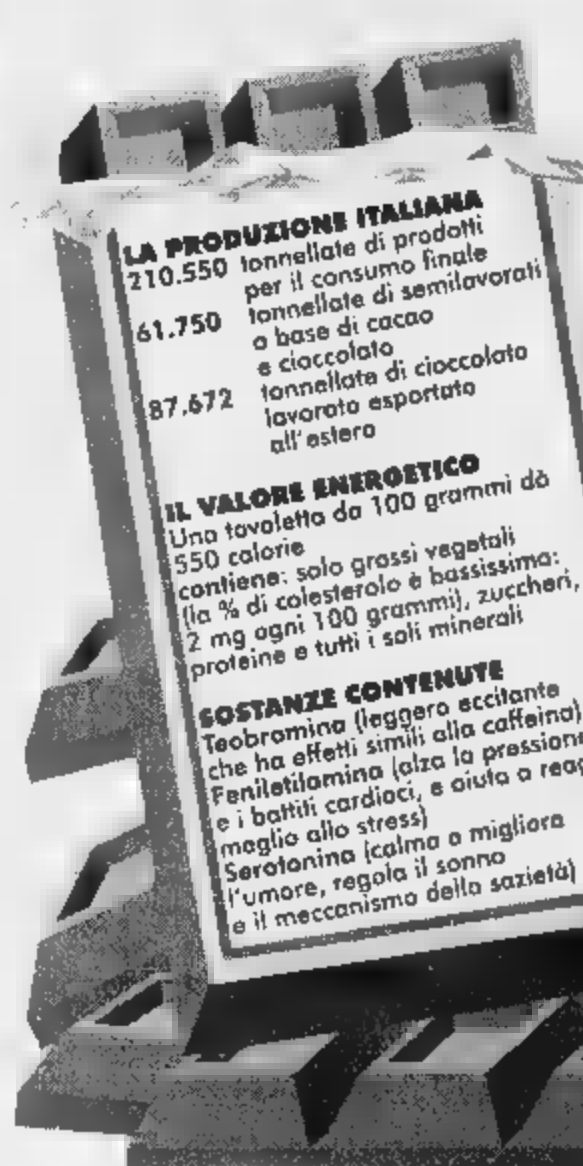 LA PRODUZIONE ITALIANA
210.550 tonnellate di prodotti
per il consumo finale
61.750 tonnellate di semilavorati
a base di cacao
e cioccolato
87.672 tonnellate di cioccolato
lavorato esportato
all'estero
IL VALORE ENERGETICO
Una tavoletta da 100 grammi dà
550 calorie
contiene: solo grassi vegetali
(la % di colesterolo è bassissima:
2 mg ogni 100 grammi), zuccheri,
proteine e tutti i sali minerali
SOSTANZE CONTENUTE
Teobromina (leggero eccitante
che ha effetti simili alla caffeina)
Feniletilamina (alza la pressione
e i battiti cardiaci, e aiuta a reag
meglio allo stress)
Serotonina (calma o migliora
l'umore, regola il sonno
e il meccanismo della sazietà)